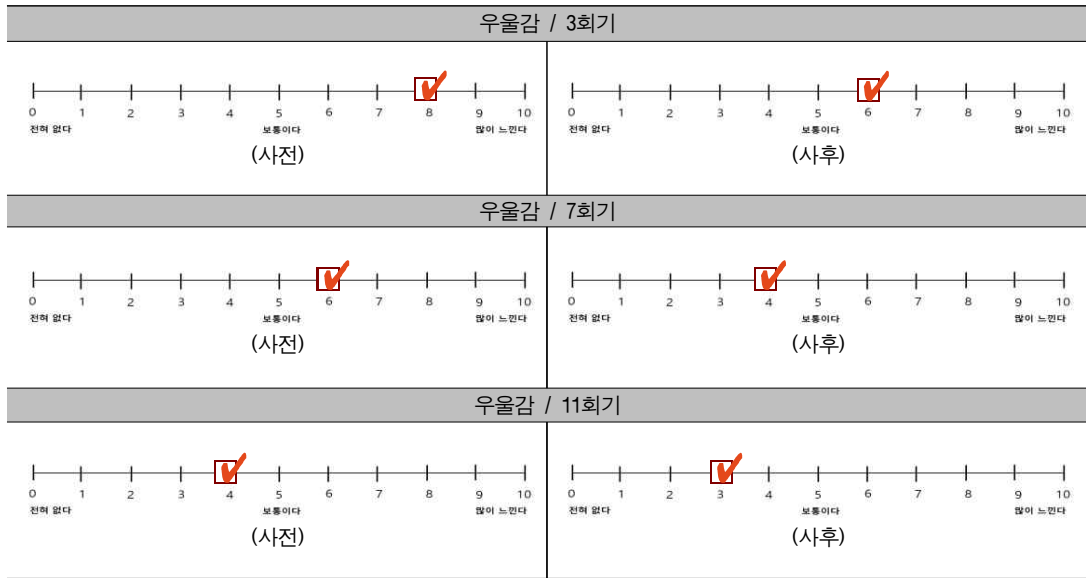 우울감 / 3회기
0 1 2 3 4 5 6 7 8 9 10
전혀 없다 보통이다 많이 느낀다
(사전)
0 1 2 3 4 5 6 7 8 9 10
전혀 없다 보통이다 많이 느낀다
(사후)
우울감 / 7회기
0 1 2 3 4 5 6 7 8 9 10
전혀 없다 보통이다 많이 느낀다
(사전)
0 1 2 3 4 5 6 7 8 9 10
전혀 없다 보통이다 많이 느낀다
(사후)
우울감 / 11회기
0 1 2 3 4 5 6 7 8 9 10
전혀 없다 보통이다 많이 느낀다
(사전)
0 1 2 3 4 5 6 7 8 9 10
전혀 없다 보통이다 많이 느낀다
(사후)